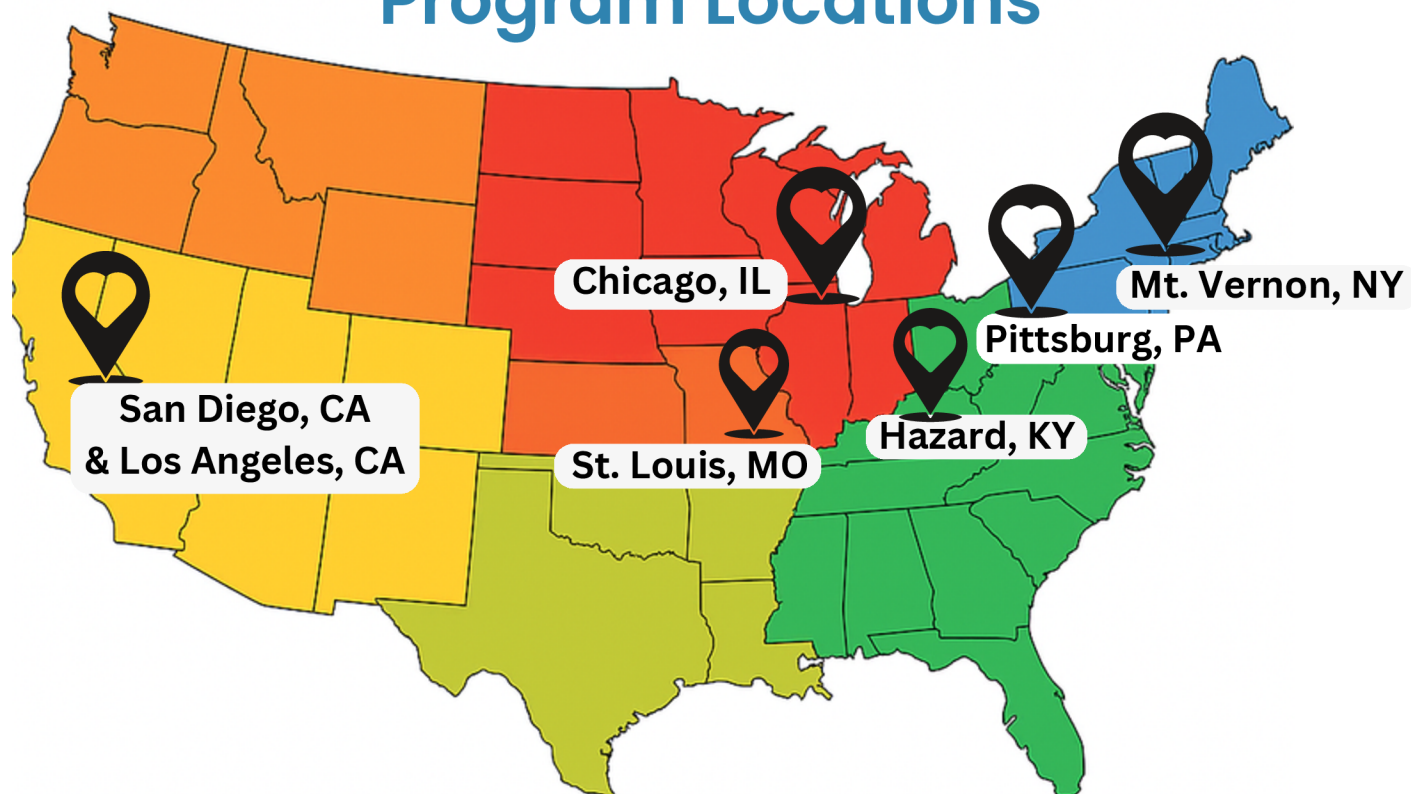 Program Locations
Chicago, IL
Mt. Vernon, NY
Pittsburg, PA
San Diego, CA
& Los Angeles, CA
Hazard, KY
St. Louis, MO